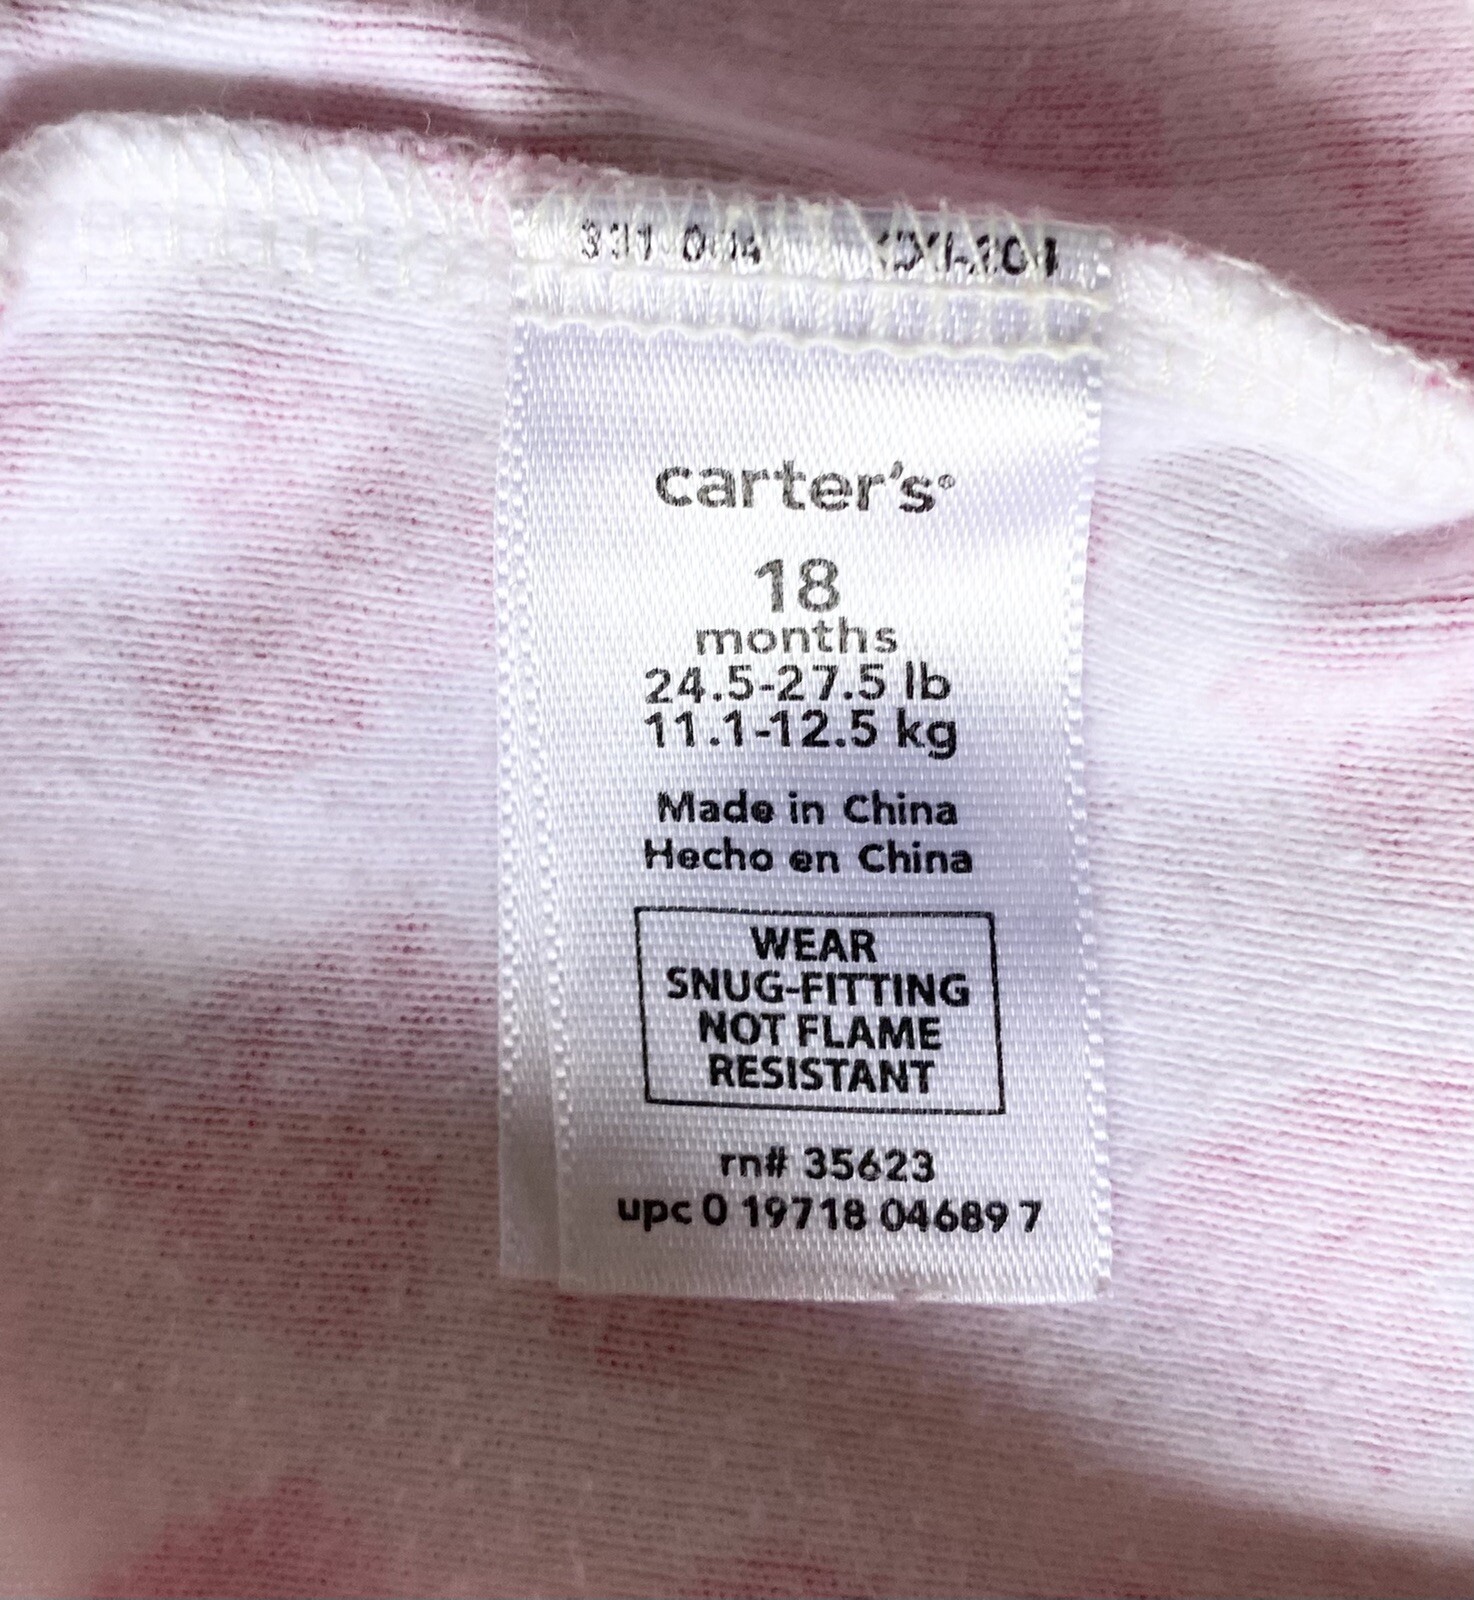 carter's®
18
months
24.5-27.5 lb
11.1-12.5 kg
Made in China
Hecho en China
WEAR
SNUG-FITTING
NOT FLAME
RESISTANT
rn# 35623
upc 0 19718 04689 7